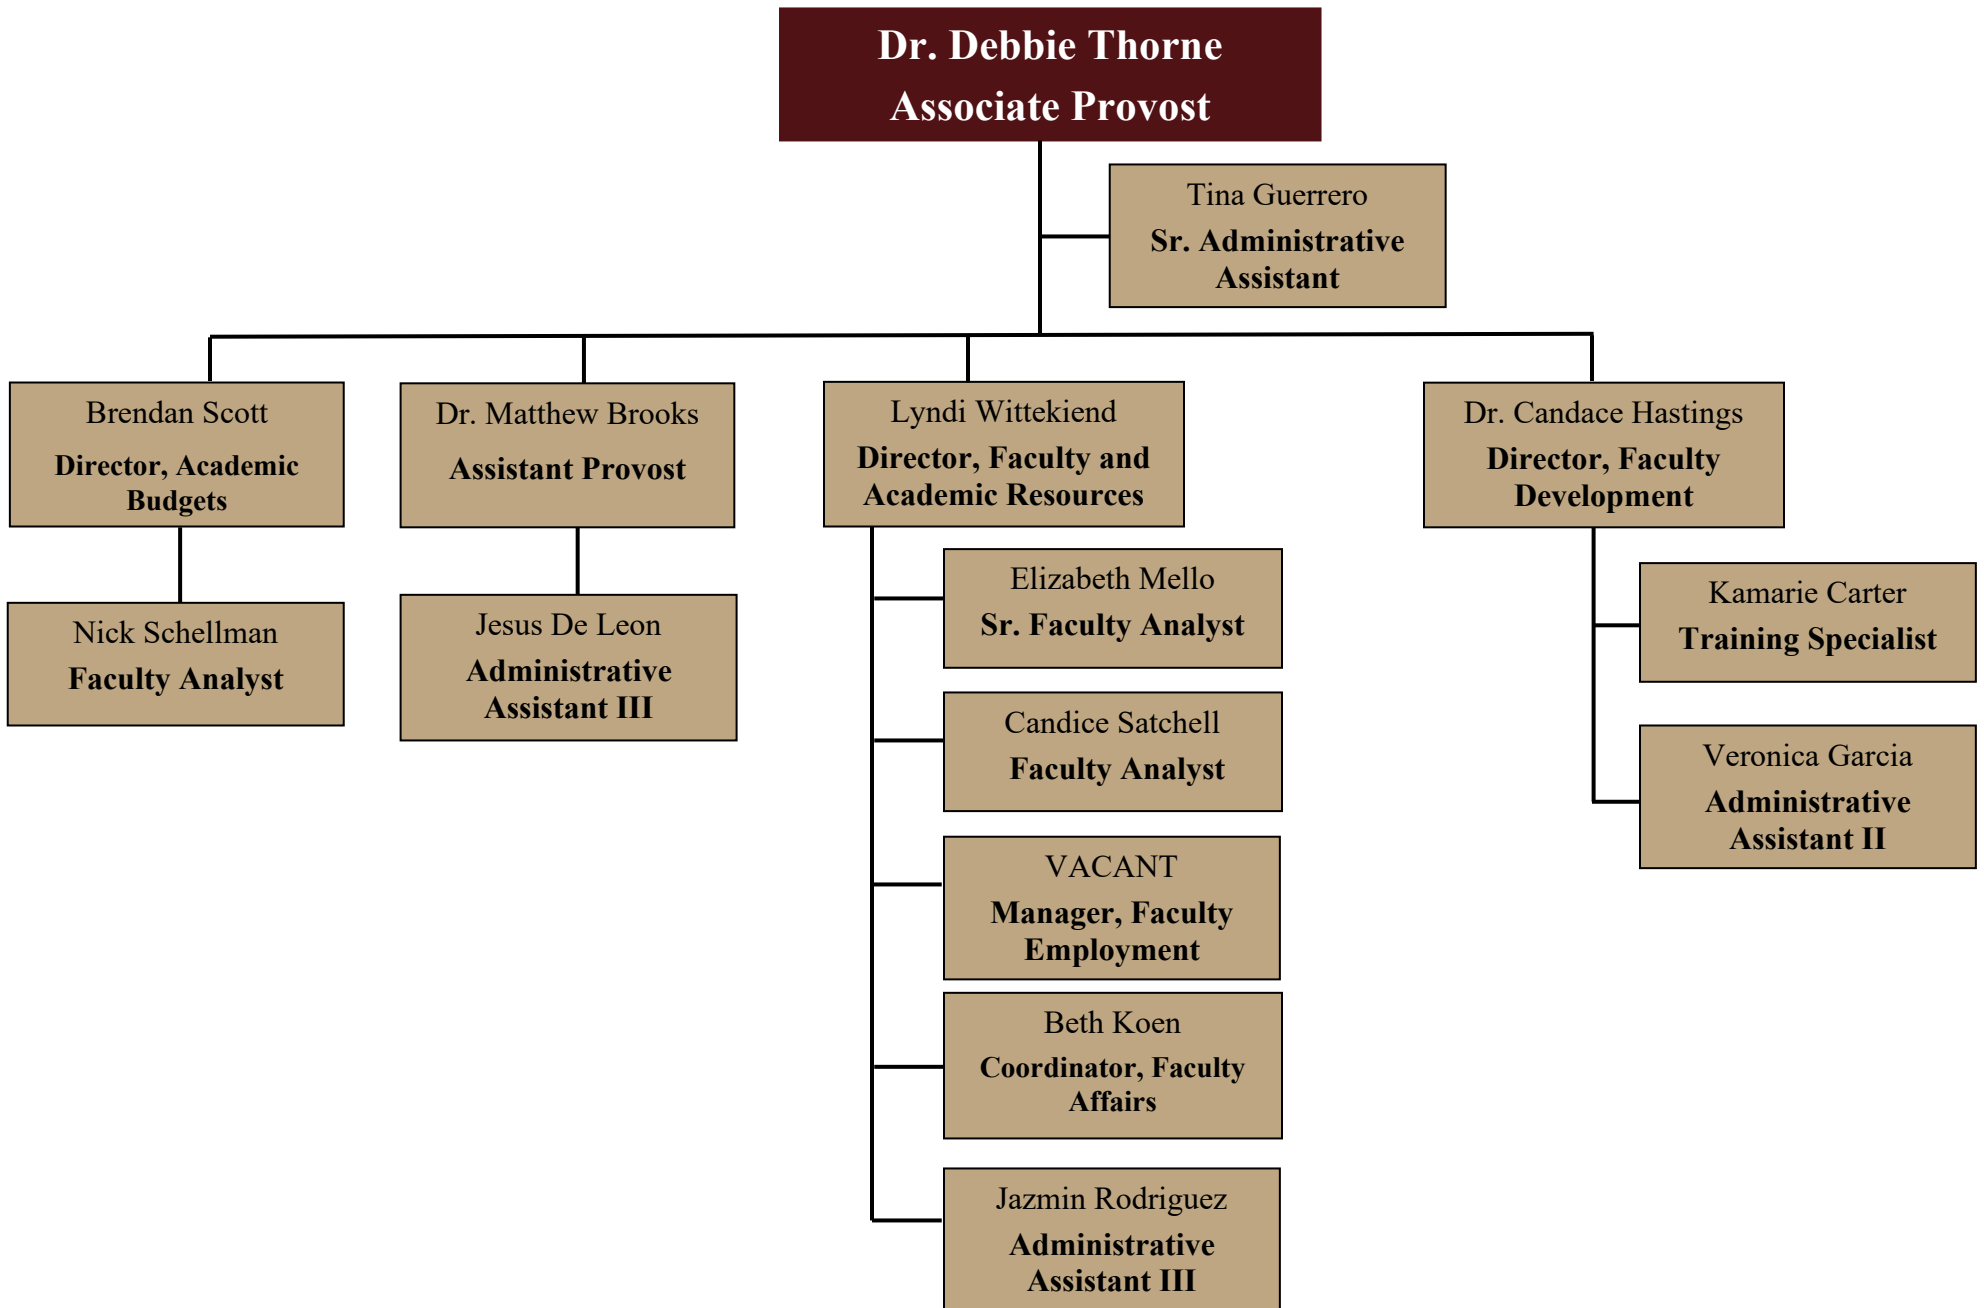 Dr. Debbie Thorne
Associate Provost
Tina Guerrero
Sr. Administrative
Assistant
Brendan Scott
Director, Academic
Budgets
Dr. Matthew Brooks
Assistant Provost
Lyndi Wittekiend
Director, Faculty and
Academic Resources
Dr. Candace Hastings
Director, Faculty
Development
Nick Schellman
Faculty Analyst
Jesus De Leon
Administrative
Assistant III
Elizabeth Mello
Sr. Faculty Analyst
Candice Satchell
Faculty Analyst
VACANT
Manager, Faculty
Employment
Beth Koen
Coordinator, Faculty
Affairs
Jazmin Rodriguez
Administrative
Assistant III
Kamarie Carter
Training Specialist
Veronica Garcia
Administrative
Assistant II